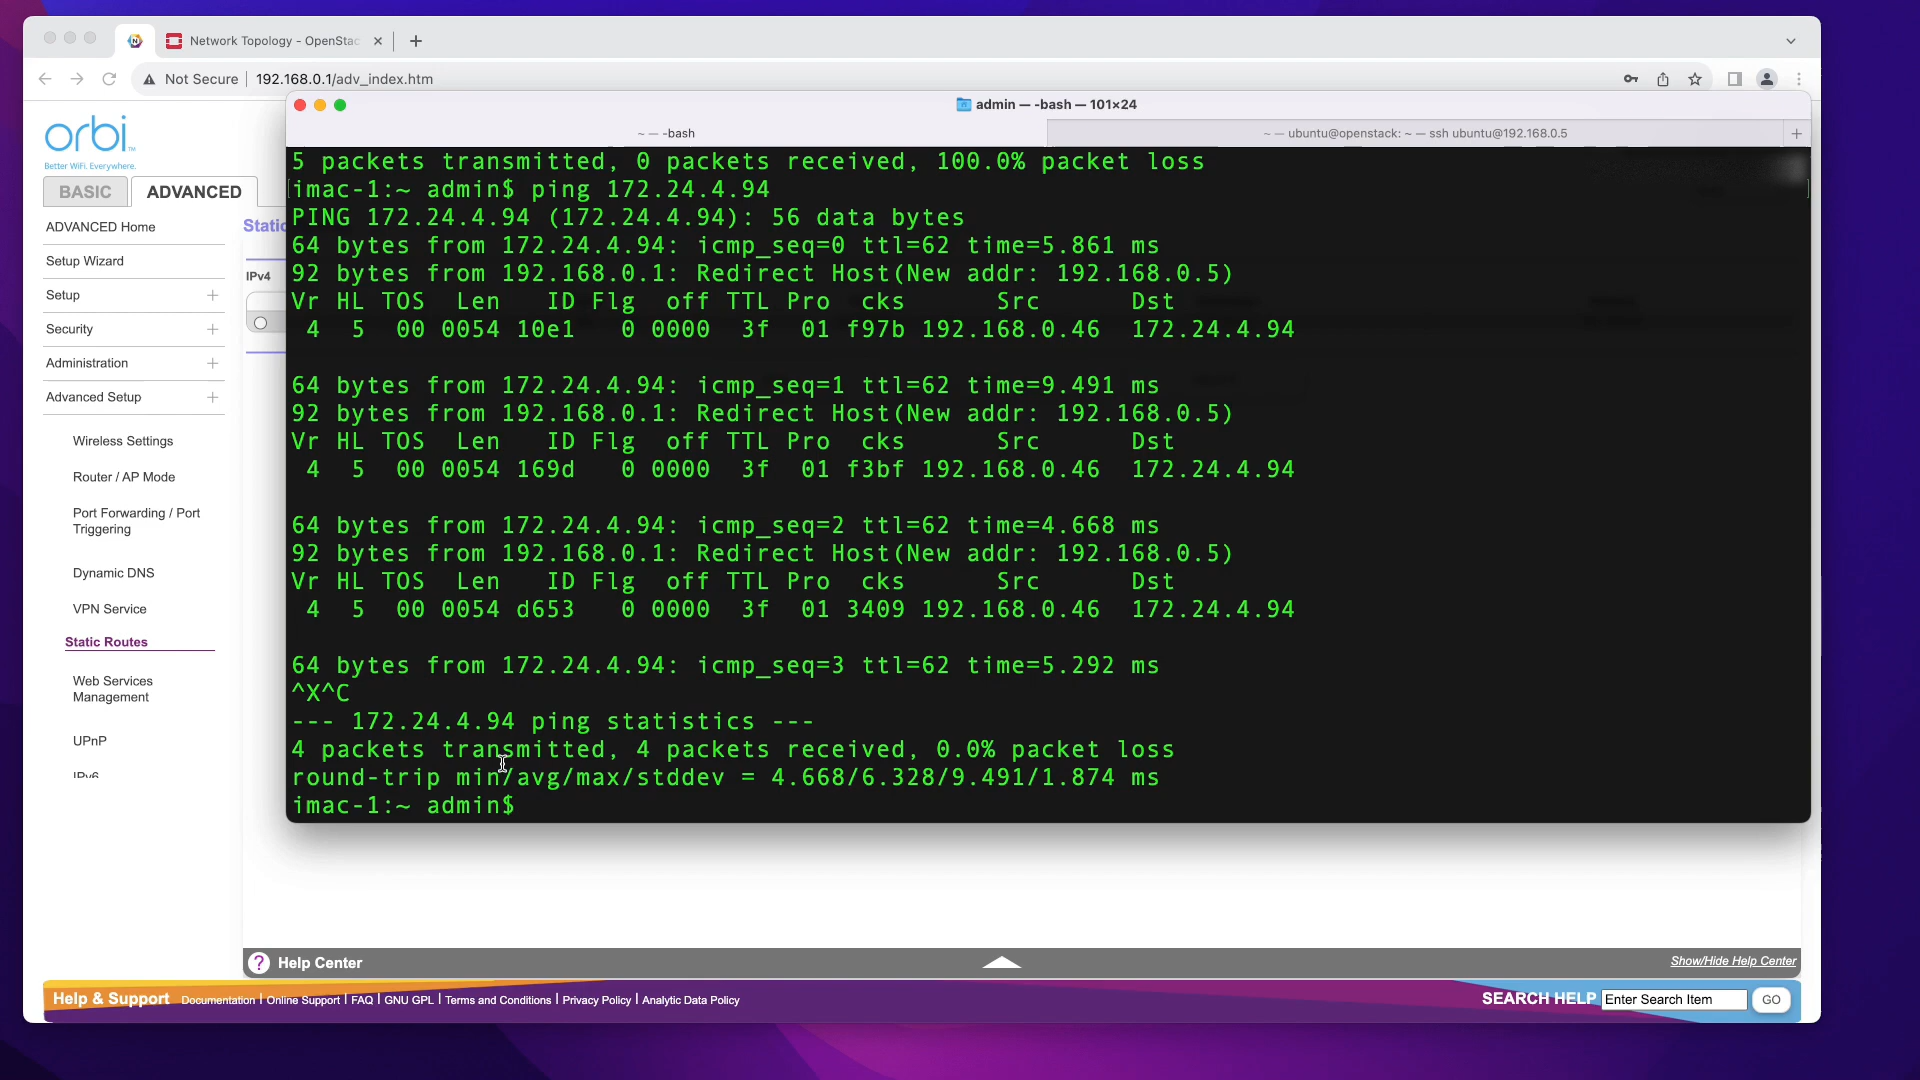 Network Topology - OpenStac
Not Secure
192.168.0.1/adv_index.htm
orbi™
Better WiFi. Everywhere.
BASIC
ADVANCED
ADVANCED Home
Setup Wizard
Setup
Security
Administration
Advanced Setup
Wireless Settings
Router / AP Mode
Port Forwarding / Port
Triggering
Dynamic DNS
VPN Service
Static Routes
Web Services
Management
UPnP
IPv6
Static
IPv4
admin — -bash — 101×24
~ — -bash
~ — ubuntu@openstack: ~ — ssh ubuntu@192.168.0.5
5 packets transmitted, 0 packets received, 100.0% packet loss
imac-1:~ admin$ ping 172.24.4.94
PING 172.24.4.94 (172.24.4.94): 56 data bytes
64 bytes from 172.24.4.94: icmp_seq=0 ttl=62 time=5.861 ms
92 bytes from 192.168.0.1: Redirect Host(New addr: 192.168.0.5)
Vr HL TOS  Len   ID Flg  off TTL Pro  cks      Src      Dst
 4  5  00 0054 10e1   0 0000  3f  01 f97b 192.168.0.46  172.24.4.94
64 bytes from 172.24.4.94: icmp_seq=1 ttl=62 time=9.491 ms
92 bytes from 192.168.0.1: Redirect Host(New addr: 192.168.0.5)
Vr HL TOS  Len   ID Flg  off TTL Pro  cks      Src      Dst
 4  5  00 0054 169d   0 0000  3f  01 f3bf 192.168.0.46  172.24.4.94
64 bytes from 172.24.4.94: icmp_seq=2 ttl=62 time=4.668 ms
92 bytes from 192.168.0.1: Redirect Host(New addr: 192.168.0.5)
Vr HL TOS  Len   ID Flg  off TTL Pro  cks      Src      Dst
 4  5  00 0054 d653   0 0000  3f  01 3409 192.168.0.46  172.24.4.94
64 bytes from 172.24.4.94: icmp_seq=3 ttl=62 time=5.292 ms
^X^C
--- 172.24.4.94 ping statistics ---
4 packets transmitted, 4 packets received, 0.0% packet loss
round-trip min/avg/max/stddev = 4.668/6.328/9.491/1.874 ms
imac-1:~ admin$
Help Center
Show/Hide Help Center
Help & Support Documentation | Online Support | FAQ | GNU GPL | Terms and Conditions | Privacy Policy | Analytic Data Policy
SEARCH HELP Enter Search Item GO